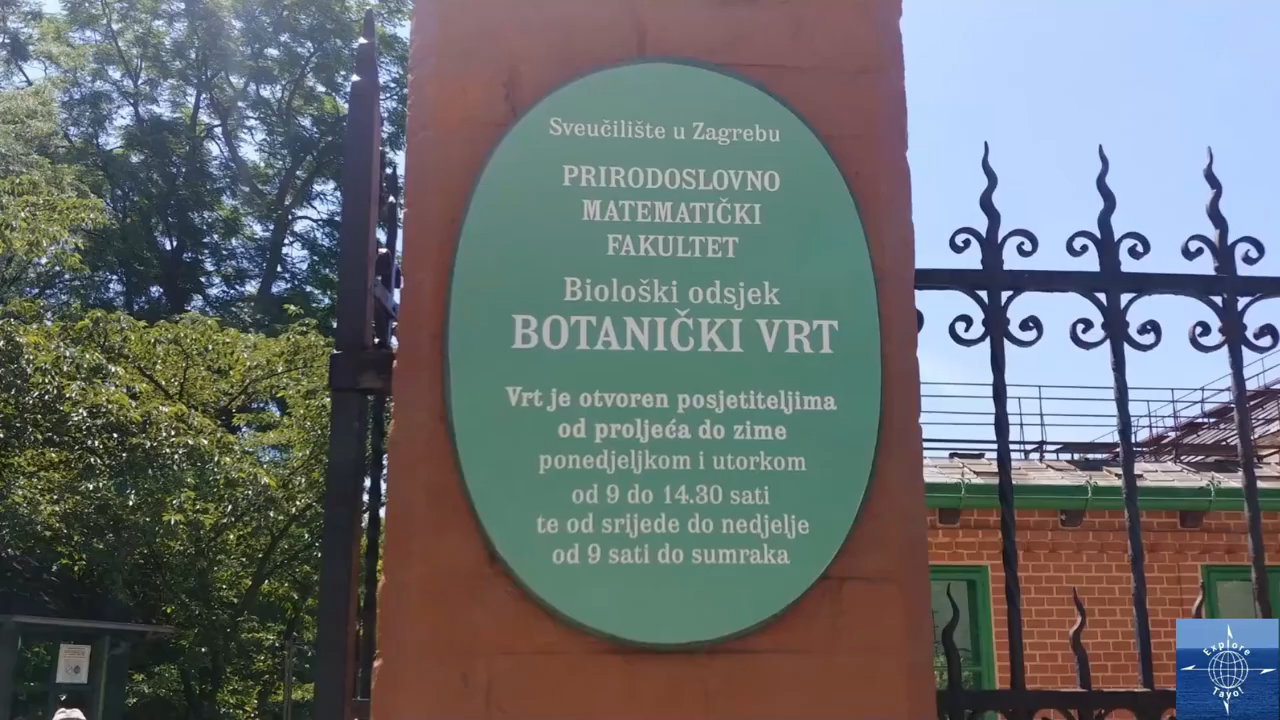 Sveučilište u Zagrebu
PRIRODOSLOVNO
MATEMATIČKI
FAKULTET
Biološki odsjek
BOTANIČKI VRT
Vrt je otvoren posjetiteljima
od proljeća do zime
ponedjeljkom i utorkom
od 9 do 14.30 sati
te od srijede do nedjelje
od 9 sati do sumraka
Explore
Tayo!